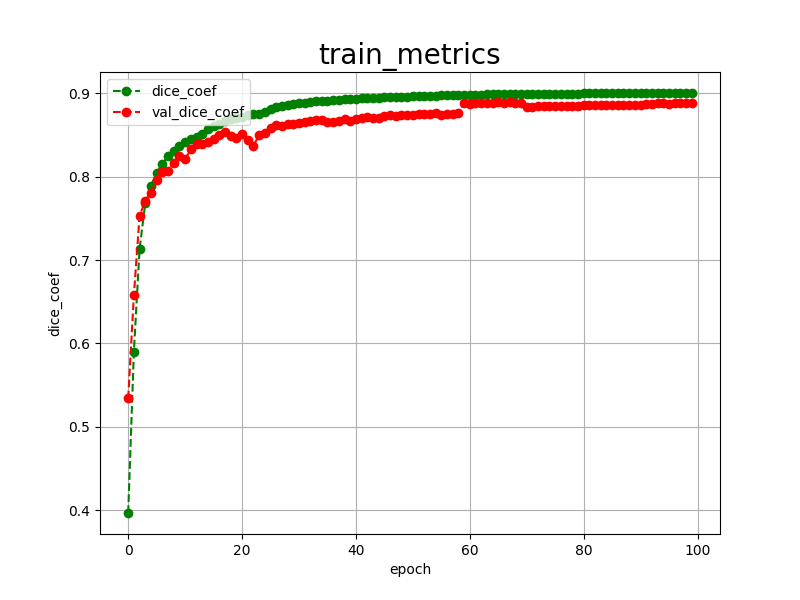 train_metrics
dice_coef
val_dice_coef
0.9
0.8
0.7
0.6
0.5
0.4
dice_coef
0 20 40 60 80 100
epoch